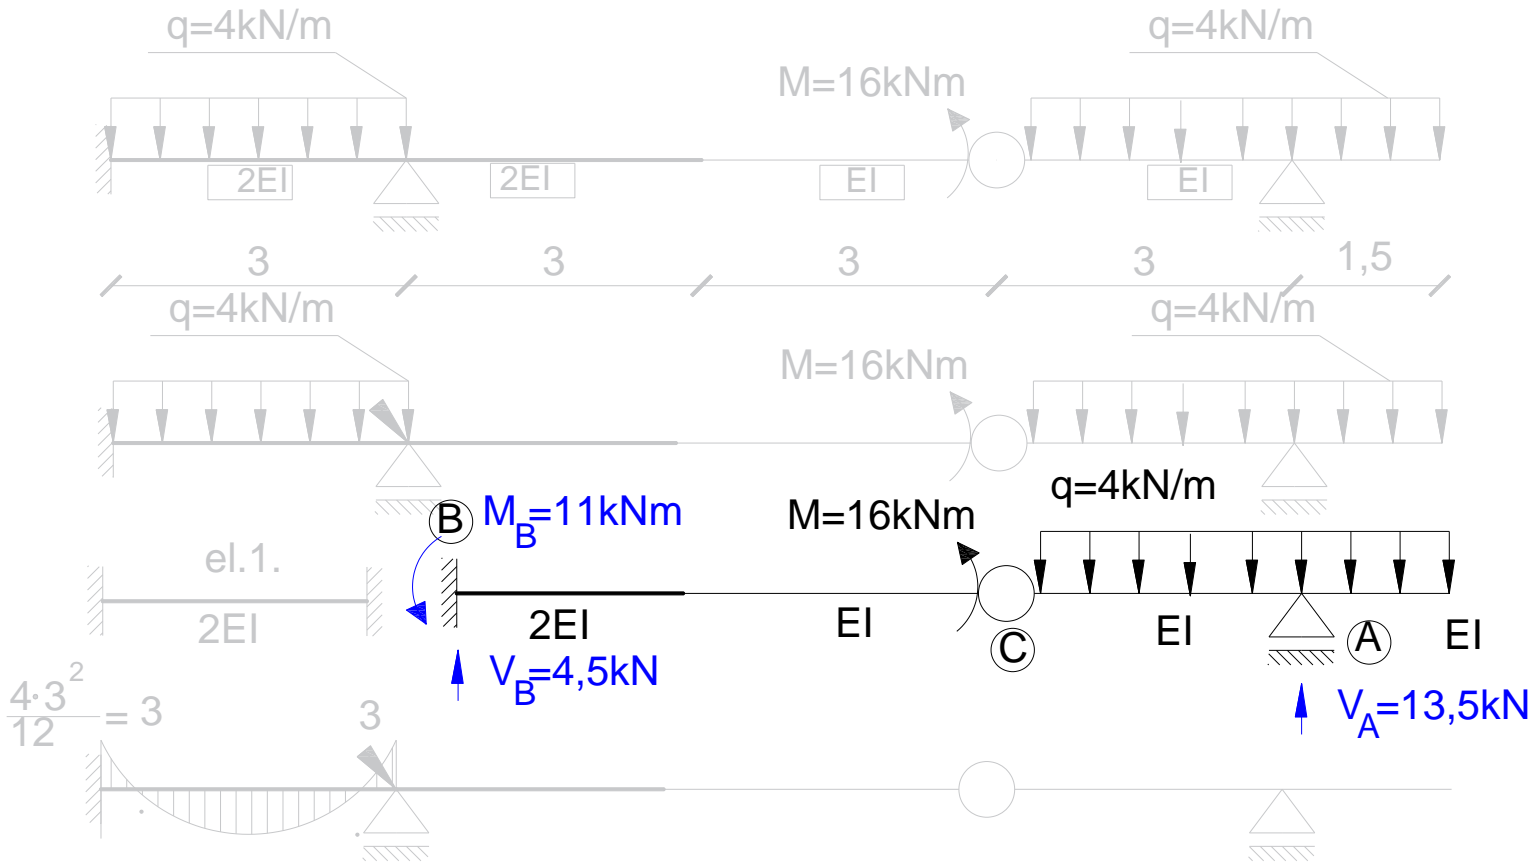 q=4kN/m q=4kN/m
M=16kNm
2EI 2EI EI EI
3 3 3 3 1,5
q=4kN/m q=4kN/m
M=16kNm
q=4kN/m
B M_B=11kNm M=16kNm
el.1.
2EI 2EI EI EI EI
C A
V_B=4,5kN V_A=13,5kN
4·3²/12 = 3 3